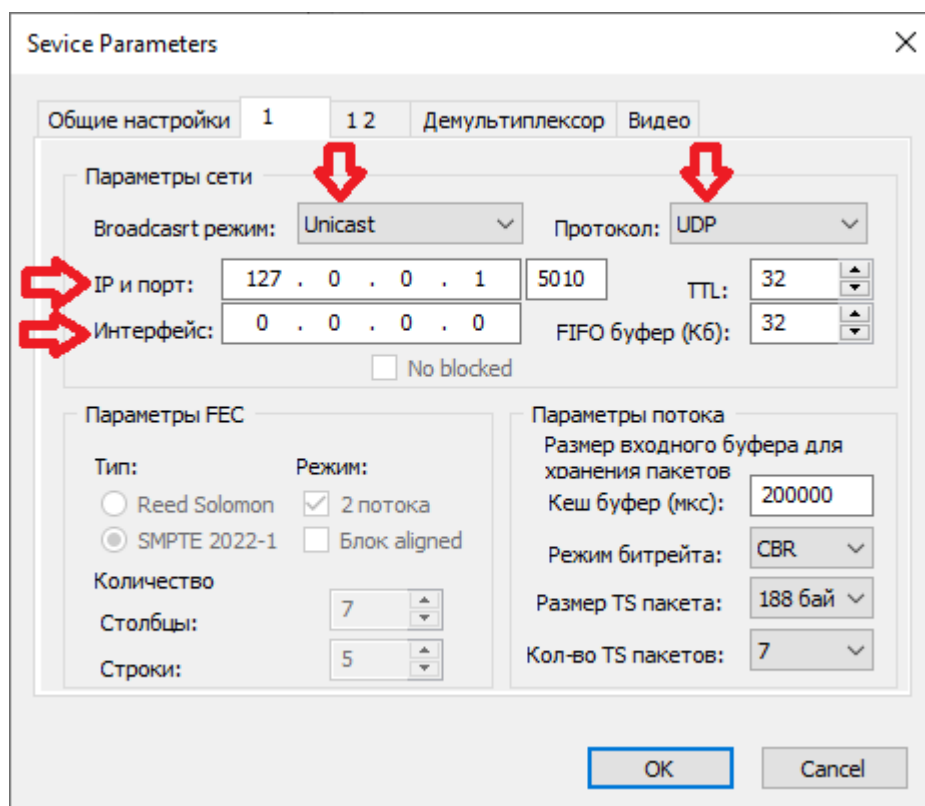 Sevice Parameters
Общие настройки 1 1 2 Демультиплексор Видео
Параметры сети
Broadcasrt режим: Unicast Протокол: UDP
IP и порт: 127 . 0 . 0 . 1 5010 TTL: 32
Интерфейс: 0 . 0 . 0 . 0 FIFO буфер (Кб): 32
No blocked
Параметры FEC
Тип: Режим:
Reed Solomon 2 потока
SMPTE 2022-1 Блок aligned
Количество
Столбцы: 7
Строки: 5
Параметры потока
Размер входного буфера для
хранения пакетов
Кеш буфер (мкс): 200000
Режим битрейта: CBR
Размер TS пакета: 188 бай
Кол-во TS пакетов: 7
OK Cancel